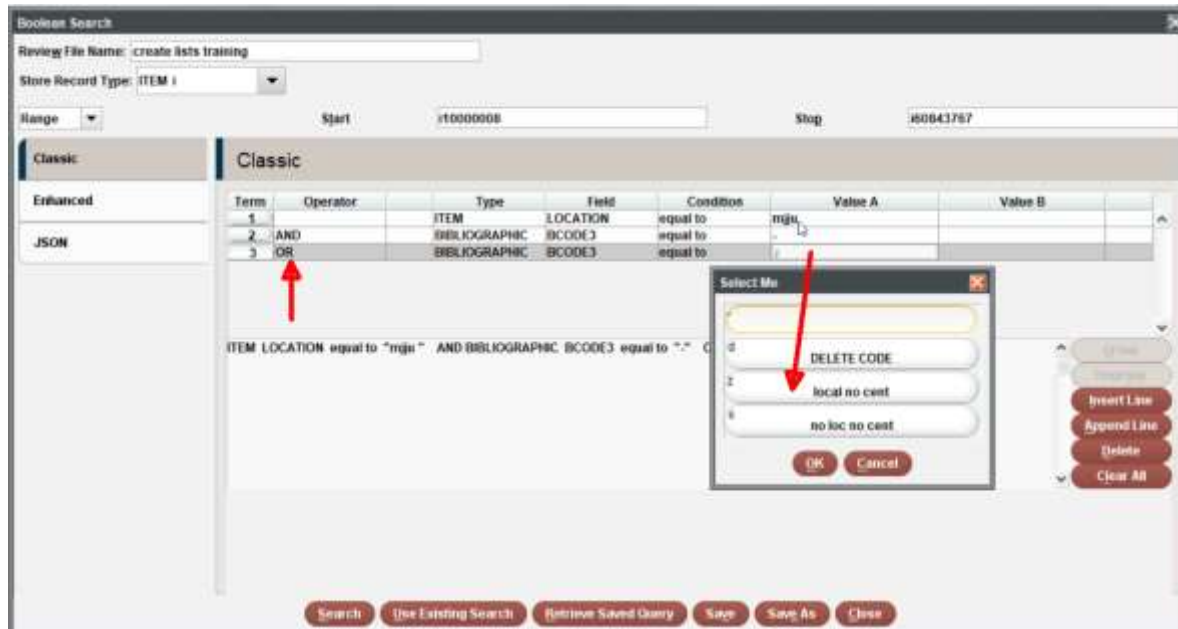 Boolean Search
Review File Name: create lists training
Store Record Type: ITEM i
Range Start i10000008 Stop i60843767
Classic
Enhanced
JSON
Classic
Term Operator Type Field Condition Value A Value B
1 ITEM LOCATION equal to mjju
2 AND BIBLIOGRAPHIC BCODE3 equal to -
3 OR BIBLIOGRAPHIC BCODE3 equal to
ITEM LOCATION equal to "mjju " AND BIBLIOGRAPHIC BCODE3 equal to "-" O
Select Me
-
d DELETE CODE
z local no cent
no loc no cent
OK Cancel
Group
Insert Line
Append Line
Delete
Clear All
Search Use Existing Search Retrieve Saved Query Save Save As Close